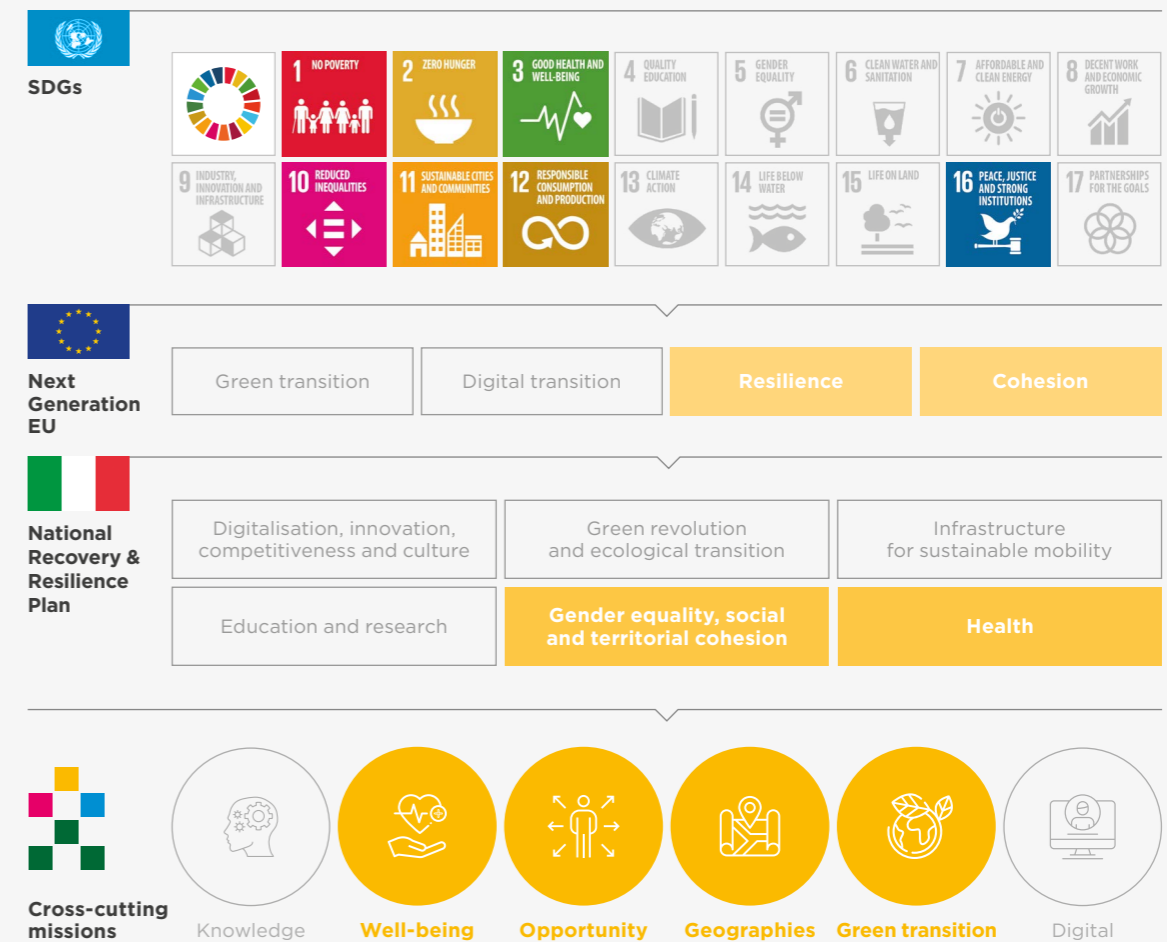 SDGs
1 NO POVERTY
2 ZERO HUNGER
3 GOOD HEALTH AND
WELL-BEING
4 QUALITY
EDUCATION
5 GENDER
EQUALITY
6 CLEAN WATER AND
SANITATION
7 AFFORDABLE AND
CLEAN ENERGY
8 DECENT WORK
AND ECONOMIC
GROWTH
9 INDUSTRY,
INNOVATION AND
INFRASTRUCTURE
10 REDUCED
INEQUALITIES
11 SUSTAINABLE CITIES
AND COMMUNITIES
12 RESPONSIBLE
CONSUMPTION
AND PRODUCTION
13 CLIMATE
ACTION
14 LIFE BELOW
WATER
15 LIFE ON LAND
16 PEACE, JUSTICE
AND STRONG
INSTITUTIONS
17 PARTNERSHIPS
FOR THE GOALS
Next
Generation
EU
Green transition
Digital transition
Resilience
Cohesion
National
Recovery &
Resilience
Plan
Digitalisation, innovation,
competitiveness and culture
Green revolution
and ecological transition
Infrastructure
for sustainable mobility
Education and research
Gender equality, social
and territorial cohesion
Health
Cross-cutting
missions
Knowledge
Well-being
Opportunity
Geographies
Green transition
Digital